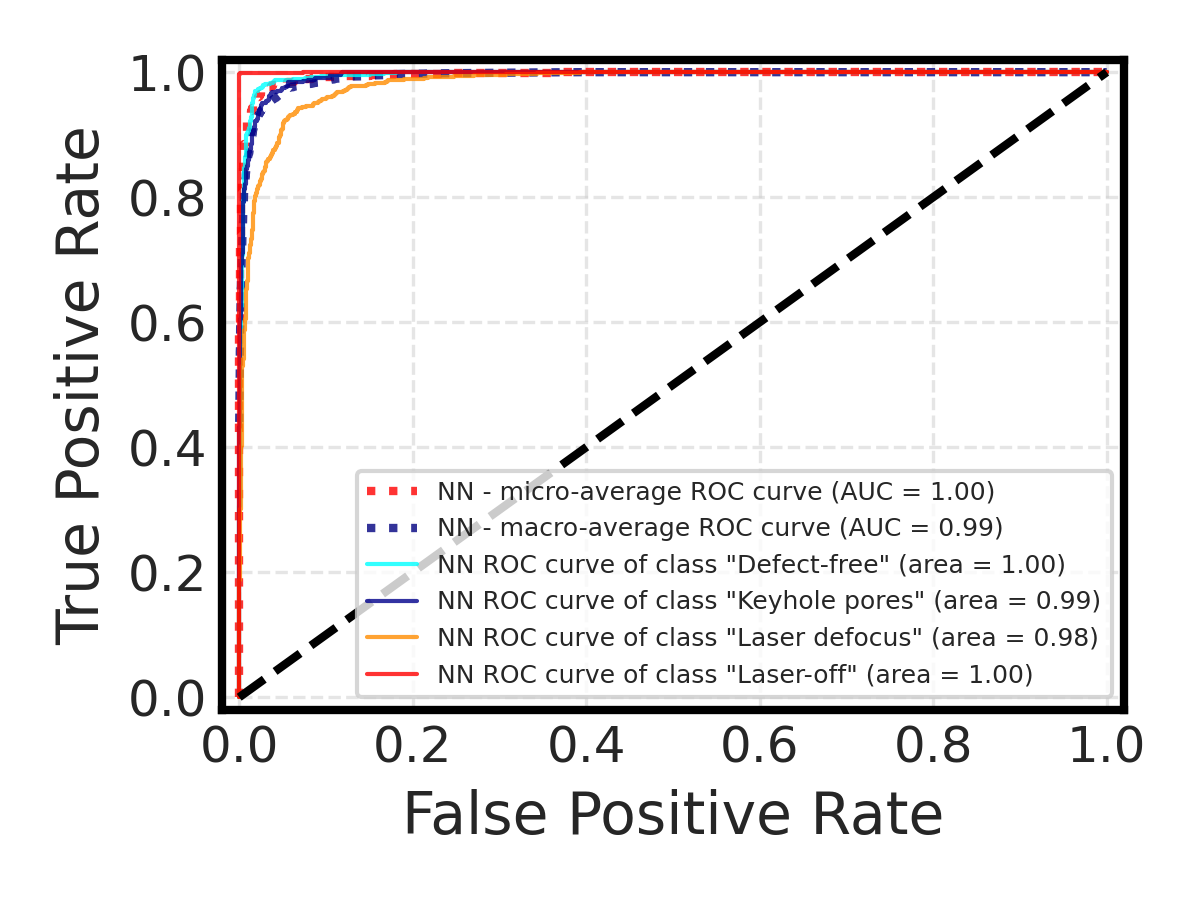 1.0
0.8
0.6
0.4
0.2
0.0
True Positive Rate
NN - micro-average ROC curve (AUC = 1.00)
NN - macro-average ROC curve (AUC = 0.99)
NN ROC curve of class "Defect-free" (area = 1.00)
NN ROC curve of class "Keyhole pores" (area = 0.99)
NN ROC curve of class "Laser defocus" (area = 0.98)
NN ROC curve of class "Laser-off" (area = 1.00)
0.0 0.2 0.4 0.6 0.8 1.0
False Positive Rate